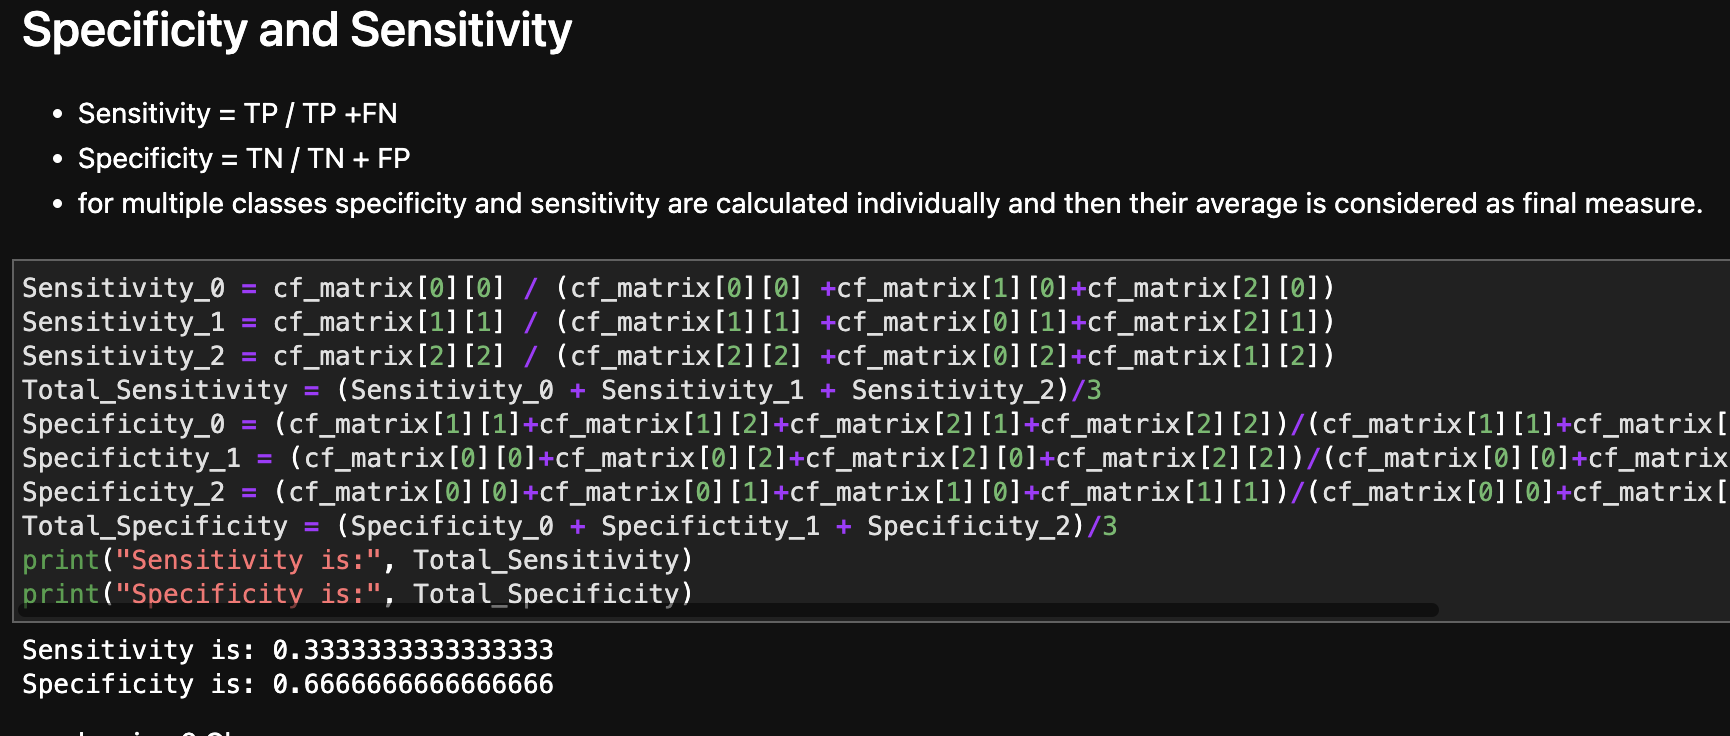 Specificity and Sensitivity
• Sensitivity = TP / TP +FN
• Specificity = TN / TN + FP
• for multiple classes specificity and sensitivity are calculated individually and then their average is considered as final measure.
Sensitivity_0 = cf_matrix[0][0] / (cf_matrix[0][0] +cf_matrix[1][0]+cf_matrix[2][0])
Sensitivity_1 = cf_matrix[1][1] / (cf_matrix[1][1] +cf_matrix[0][1]+cf_matrix[2][1])
Sensitivity_2 = cf_matrix[2][2] / (cf_matrix[2][2] +cf_matrix[0][2]+cf_matrix[1][2])
Total_Sensitivity = (Sensitivity_0 + Sensitivity_1 + Sensitivity_2)/3
Specificity_0 = (cf_matrix[1][1]+cf_matrix[1][2]+cf_matrix[2][1]+cf_matrix[2][2])/(cf_matrix[1][1]+cf_matrix[
Specifictity_1 = (cf_matrix[0][0]+cf_matrix[0][2]+cf_matrix[2][0]+cf_matrix[2][2])/(cf_matrix[0][0]+cf_matrix
Specificity_2 = (cf_matrix[0][0]+cf_matrix[0][1]+cf_matrix[1][0]+cf_matrix[1][1])/(cf_matrix[0][0]+cf_matrix[
Total_Specificity = (Specificity_0 + Specifictity_1 + Specificity_2)/3
print("Sensitivity is:", Total_Sensitivity)
print("Specificity is:", Total_Specificity)
Sensitivity is: 0.3333333333333333
Specificity is: 0.6666666666666666